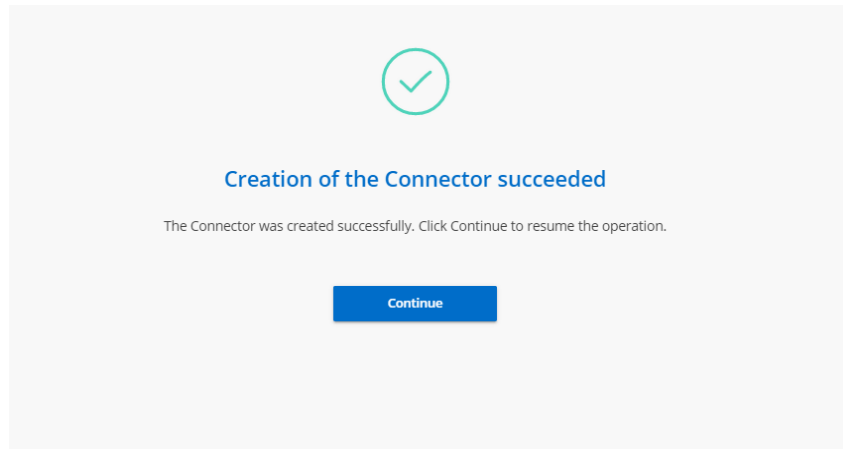 Creation of the Connector succeeded
The Connector was created successfully. Click Continue to resume the operation.
Continue